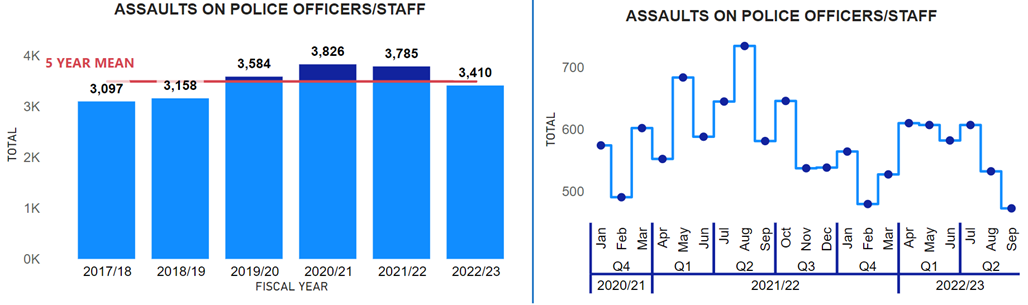 ASSAULTS ON POLICE OFFICERS/STAFF
4K
3K
2K
1K
0K
TOTAL
5 YEAR MEAN
3,097
3,158
3,584
3,826
3,785
3,410
2017/18 2018/19 2019/20 2020/21 2021/22 2022/23
FISCAL YEAR
ASSAULTS ON POLICE OFFICERS/STAFF
700
600
500
TOTAL
Jan Feb Mar Apr May Jun Jul Aug Sep Oct Nov Dec Jan Feb Mar Apr May Jun Jul Aug Sep
Q4 Q1 Q2 Q3 Q4 Q1 Q2
2020/21 2021/22 2022/23